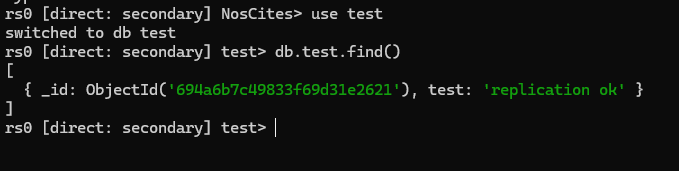 rs0 [direct: secondary] NosCites> use test
switched to db test
rs0 [direct: secondary] test> db.test.find()
[
  { _id: ObjectId('694a6b7c49833f69d31e2621'), test: 'replication ok' }
]
rs0 [direct: secondary] test>